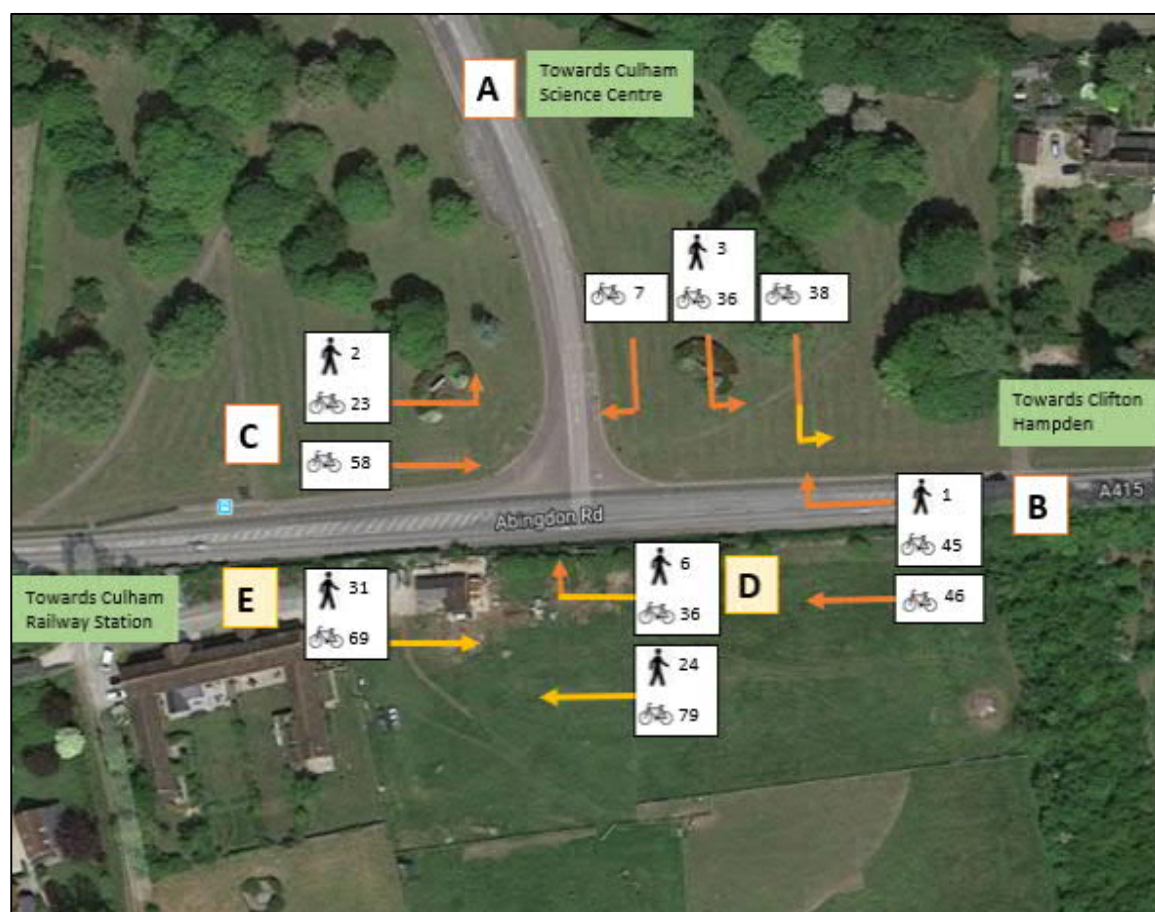 A
Towards Culham
Science Centre
7
3
36
38
2
23
C
58
Towards Clifton
Hampden
1
45
B
A415
Abingdon Rd
46
Towards Culham
Railway Station
E
31
69
6
36
D
24
79